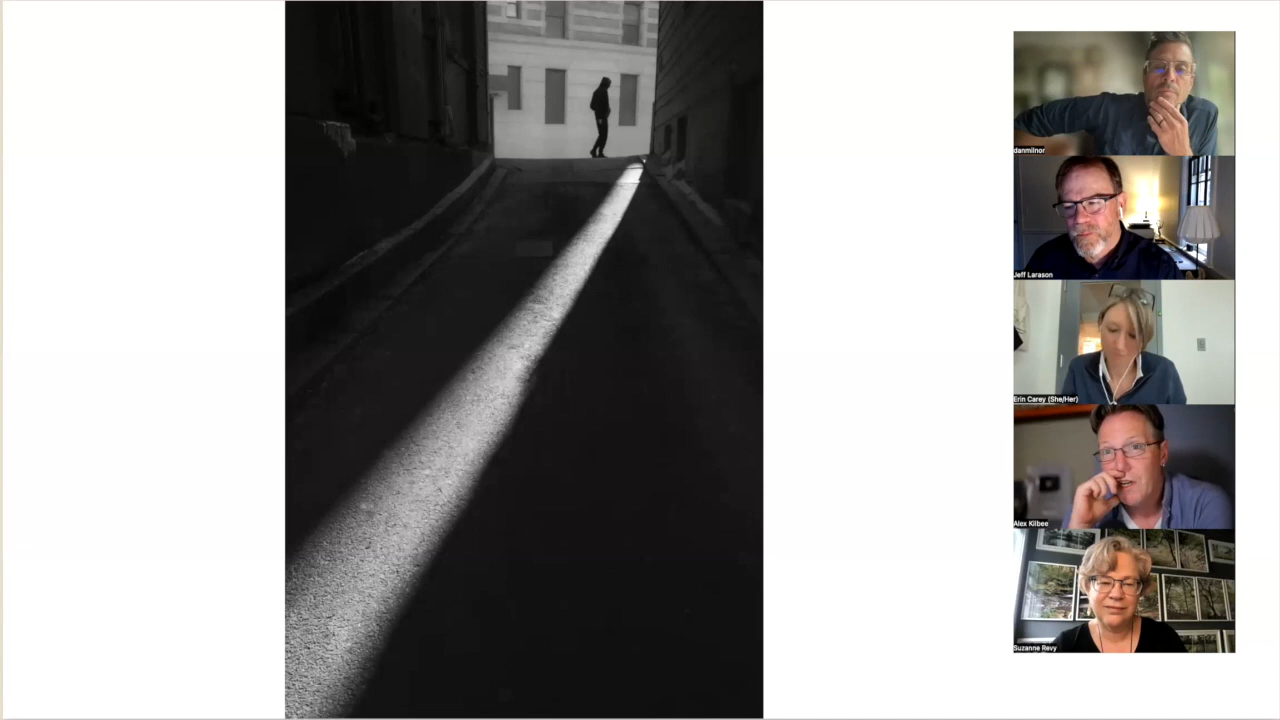 danmilnor
Jeff Larason
Erin Carey (She/Her)
Alex Kilbee
Suzanne Revy